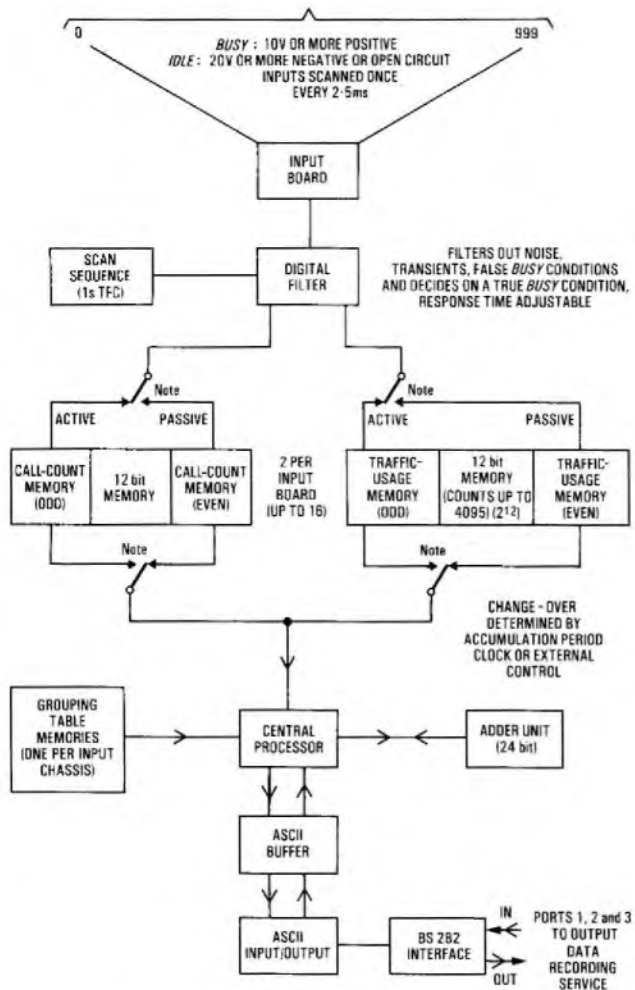 0
999
BUSY : 10V OR MORE POSITIVE
IDLE : 20V OR MORE NEGATIVE OR OPEN CIRCUIT
INPUTS SCANNED ONCE
EVERY 2·5ms
INPUT
BOARD
SCAN
SEQUENCE
(1s TFC)
DIGITAL
FILTER
FILTERS OUT NOISE,
TRANSIENTS, FALSE BUSY CONDITIONS
AND DECIDES ON A TRUE BUSY CONDITION,
RESPONSE TIME ADJUSTABLE
Note
ACTIVE
PASSIVE
Note
ACTIVE
PASSIVE
CALL-COUNT
MEMORY
(ODD)
12 bit
MEMORY
CALL-COUNT
MEMORY
(EVEN)
2 PER
INPUT
BOARD
(UP TO 16)
TRAFFIC-
USAGE
MEMORY
(ODD)
12 bit
MEMORY
(COUNTS UP TO
4095) (2¹²)
TRAFFIC-
USAGE
MEMORY
(EVEN)
Note
Note
CHANGE-OVER
DETERMINED BY
ACCUMULATION PERIOD
CLOCK OR EXTERNAL
CONTROL
GROUPING
TABLE
MEMORIES
(ONE PER INPUT
CHASSIS)
CENTRAL
PROCESSOR
ADDER UNIT
(24 bit)
ASCII
BUFFER
ASCII
INPUT/OUTPUT
BS 2B2
INTERFACE
IN
OUT
PORTS 1, 2 and 3
TO OUTPUT
DATA
RECORDING
SERVICE